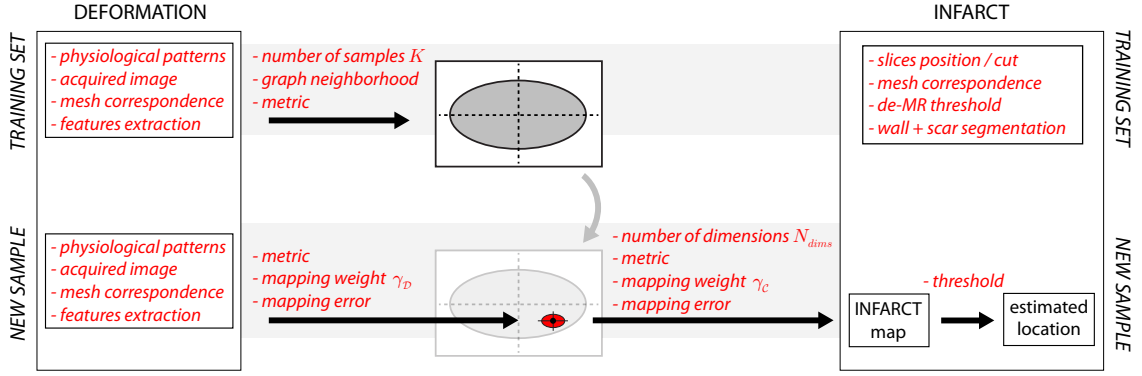 DEFORMATION
INFARCT
TRAINING SET
- physiological patterns
- acquired image
- mesh correspondence
- features extraction
- number of samples K
- graph neighborhood
- metric
- slices position / cut
- mesh correspondence
- de-MR threshold
- wall + scar segmentation
TRAINING SET
NEW SAMPLE
- physiological patterns
- acquired image
- mesh correspondence
- features extraction
- metric
- mapping weight γ_D
- mapping error
- number of dimensions N_dims
- metric
- mapping weight γ_C
- mapping error
- threshold
INFARCT
map
estimated
location
NEW SAMPLE